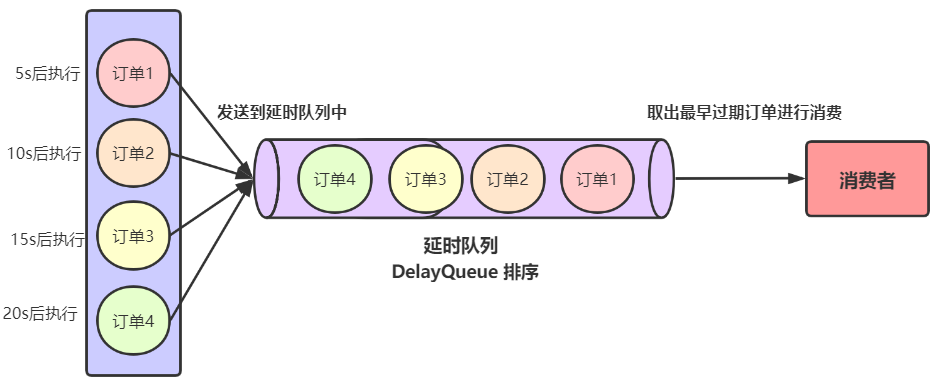 5s后执行
订单1
10s后执行
订单2
15s后执行
订单3
20s后执行
订单4
发送到延时队列中
订单4
订单3
订单2
订单1
延时队列
DelayQueue 排序
取出最早过期订单进行消费
消费者